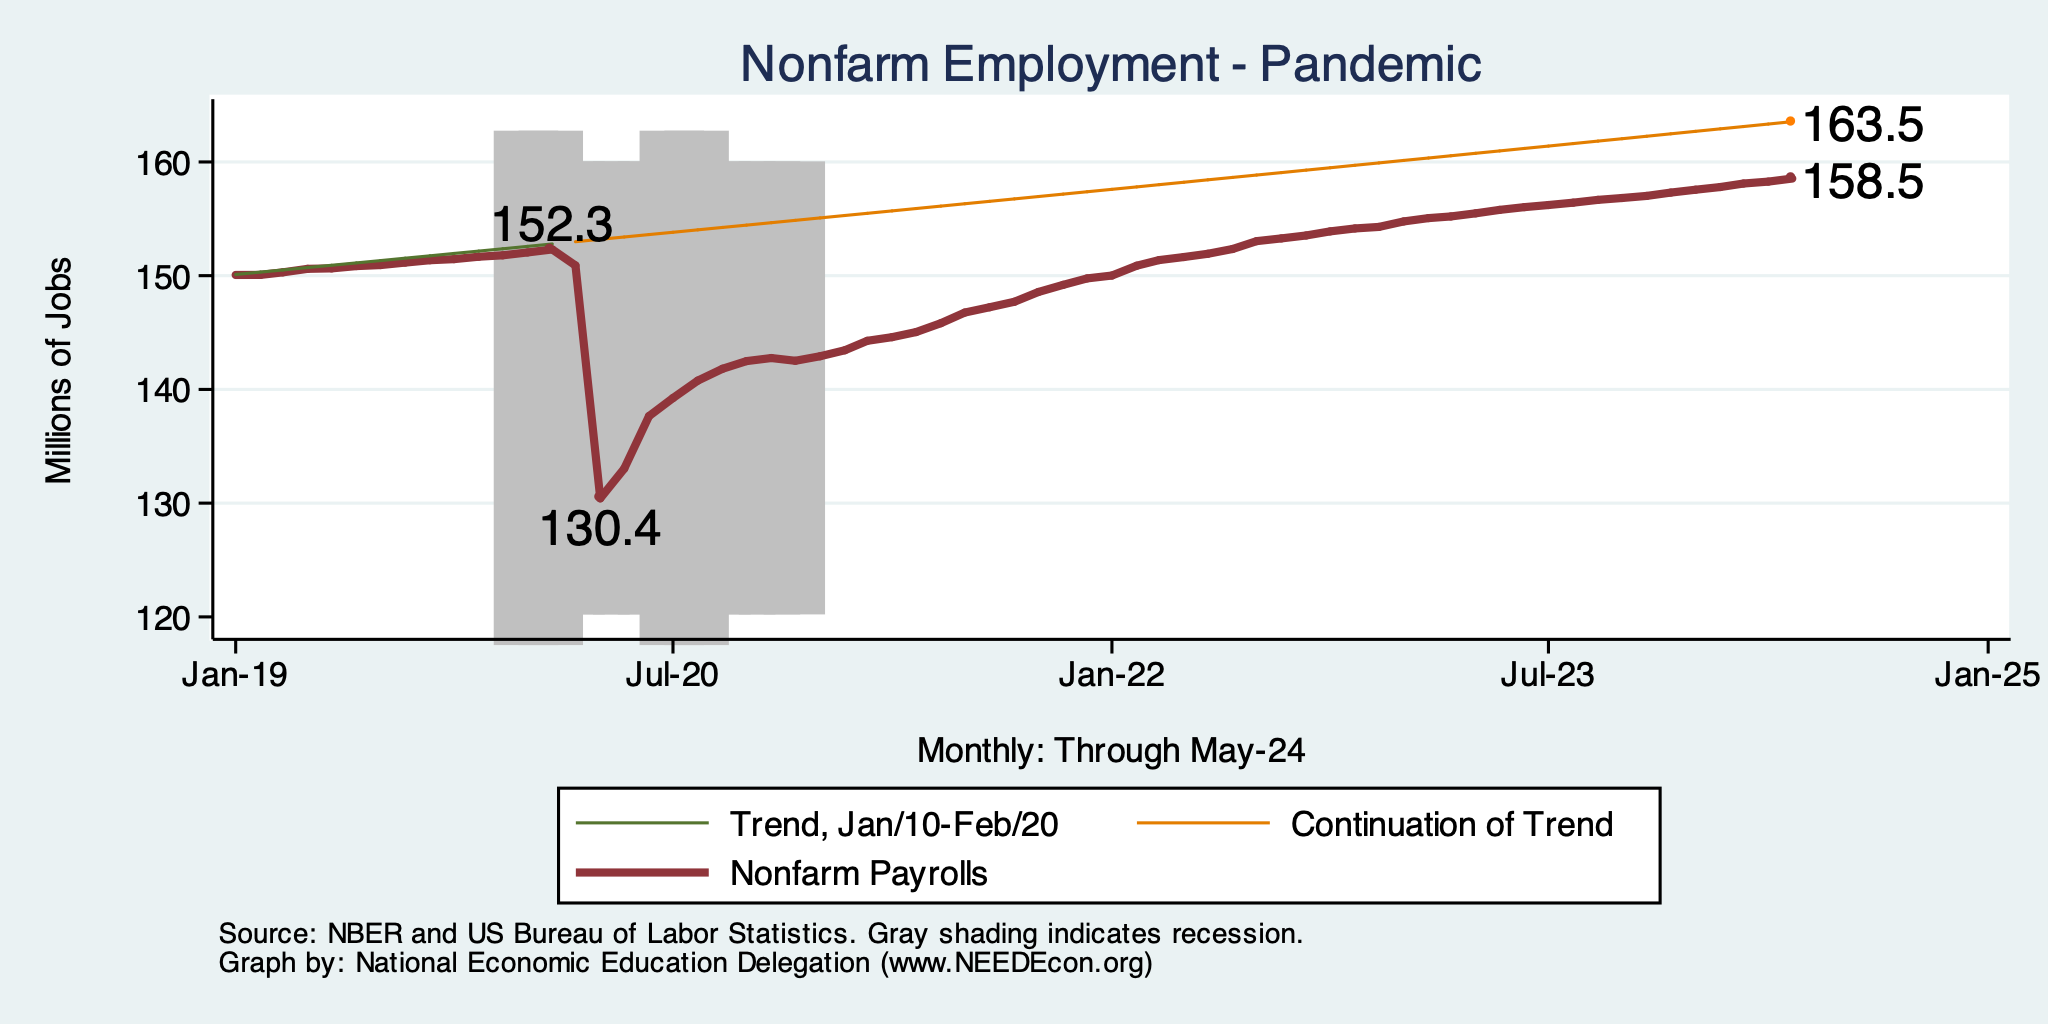 Nonfarm Employment - Pandemic
163.5
160
158.5
152.3
150
Millions of Jobs
140
130
130.4
120
Jan-19
Jul-20
Jan-22
Jul-23
Jan-25
Monthly: Through May-24
Trend, Jan/10-Feb/20
Continuation of Trend
Nonfarm Payrolls
Source: NBER and US Bureau of Labor Statistics. Gray shading indicates recession.
Graph by: National Economic Education Delegation (www.NEEDEcon.org)